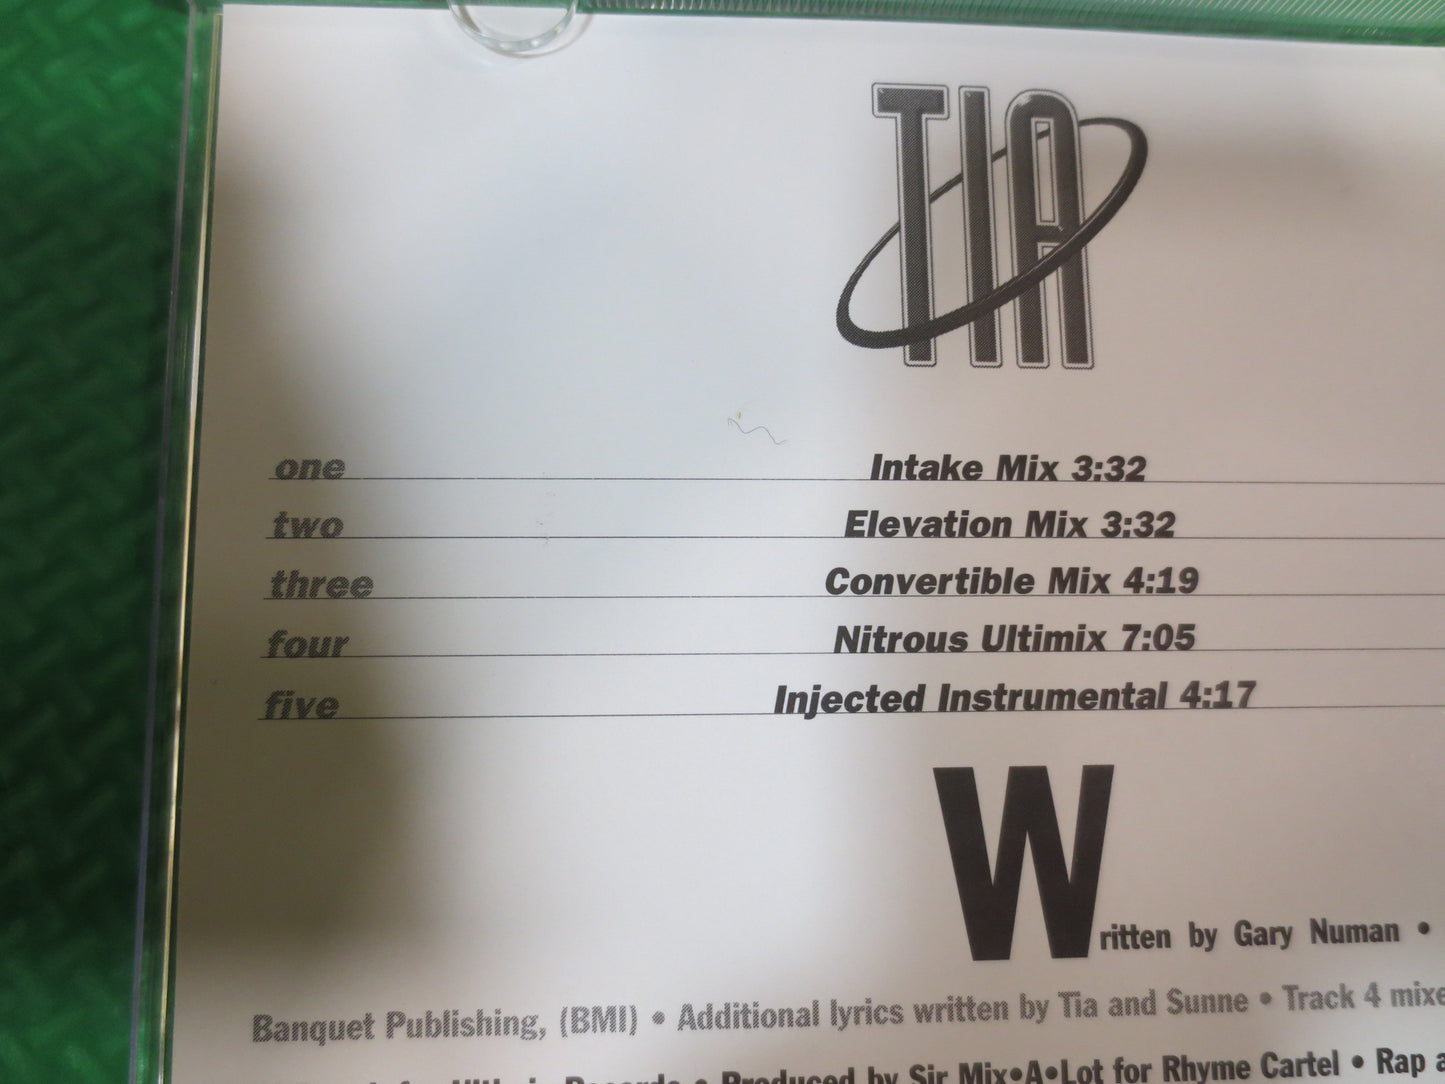 TIA
one Intake Mix 3:32
two Elevation Mix 3:32
three Convertible Mix 4:19
four Nitrous Ultimix 7:05
five Injected Instrumental 4:17
Written by Gary Numan •
Banquet Publishing, (BMI) • Additional lyrics written by Tia and Sunne • Track 4 mixe
Records • Produced by Sir Mix•A•Lot for Rhyme Cartel • Rap a